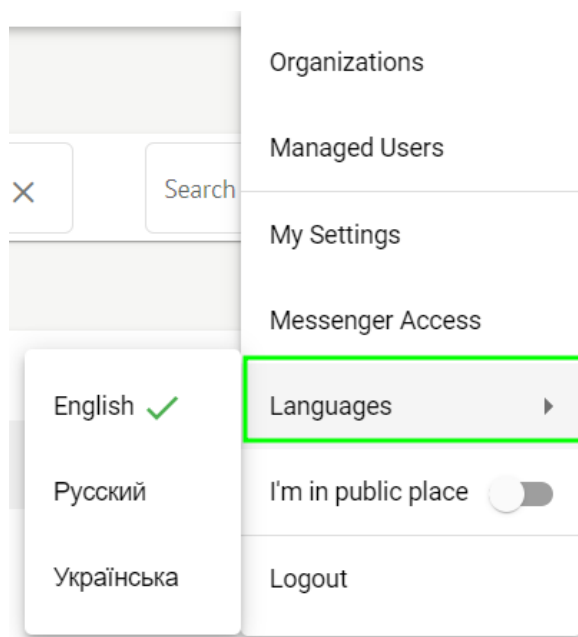 Organizations
Managed Users
Search
My Settings
Messenger Access
Languages
English
Русский
Українська
I'm in public place
Logout